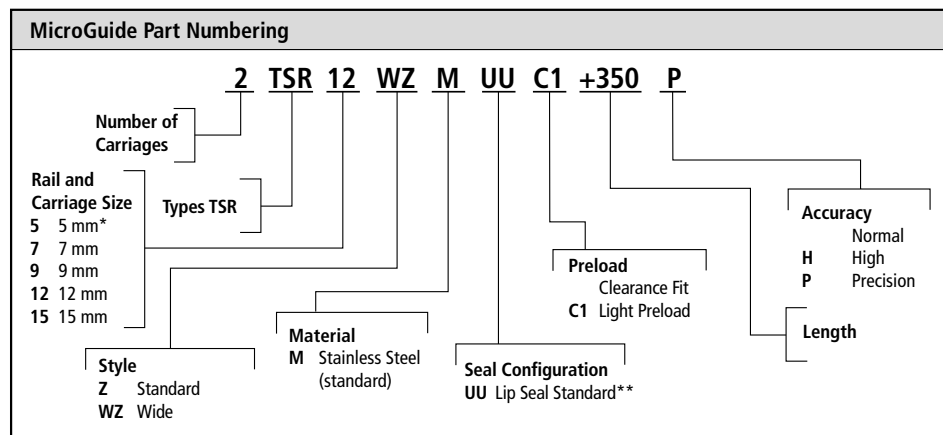 MicroGuide Part Numbering
2 TSR 12 WZ M UU C1 +350 P
Number of
Carriages
Rail and
Carriage Size
5 5 mm*
7 7 mm
9 9 mm
12 12 mm
15 15 mm
Types TSR
Style
Z Standard
WZ Wide
Material
M Stainless Steel
(standard)
Seal Configuration
UU Lip Seal Standard**
Preload
Clearance Fit
C1 Light Preload
Accuracy
Normal
H High
P Precision
Length